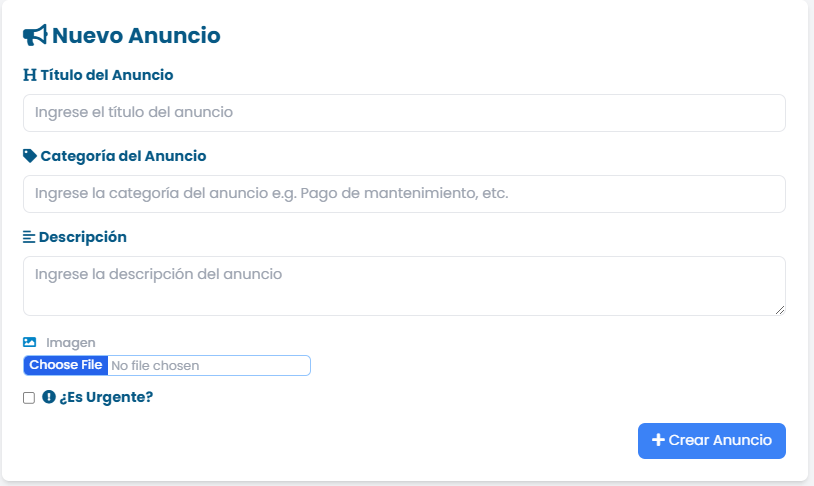 Nuevo Anuncio
Título del Anuncio
Ingrese el título del anuncio
Categoría del Anuncio
Ingrese la categoría del anuncio e.g. Pago de mantenimiento, etc.
Descripción
Ingrese la descripción del anuncio
Imagen
Choose File No file chosen
¿Es Urgente?
Crear Anuncio